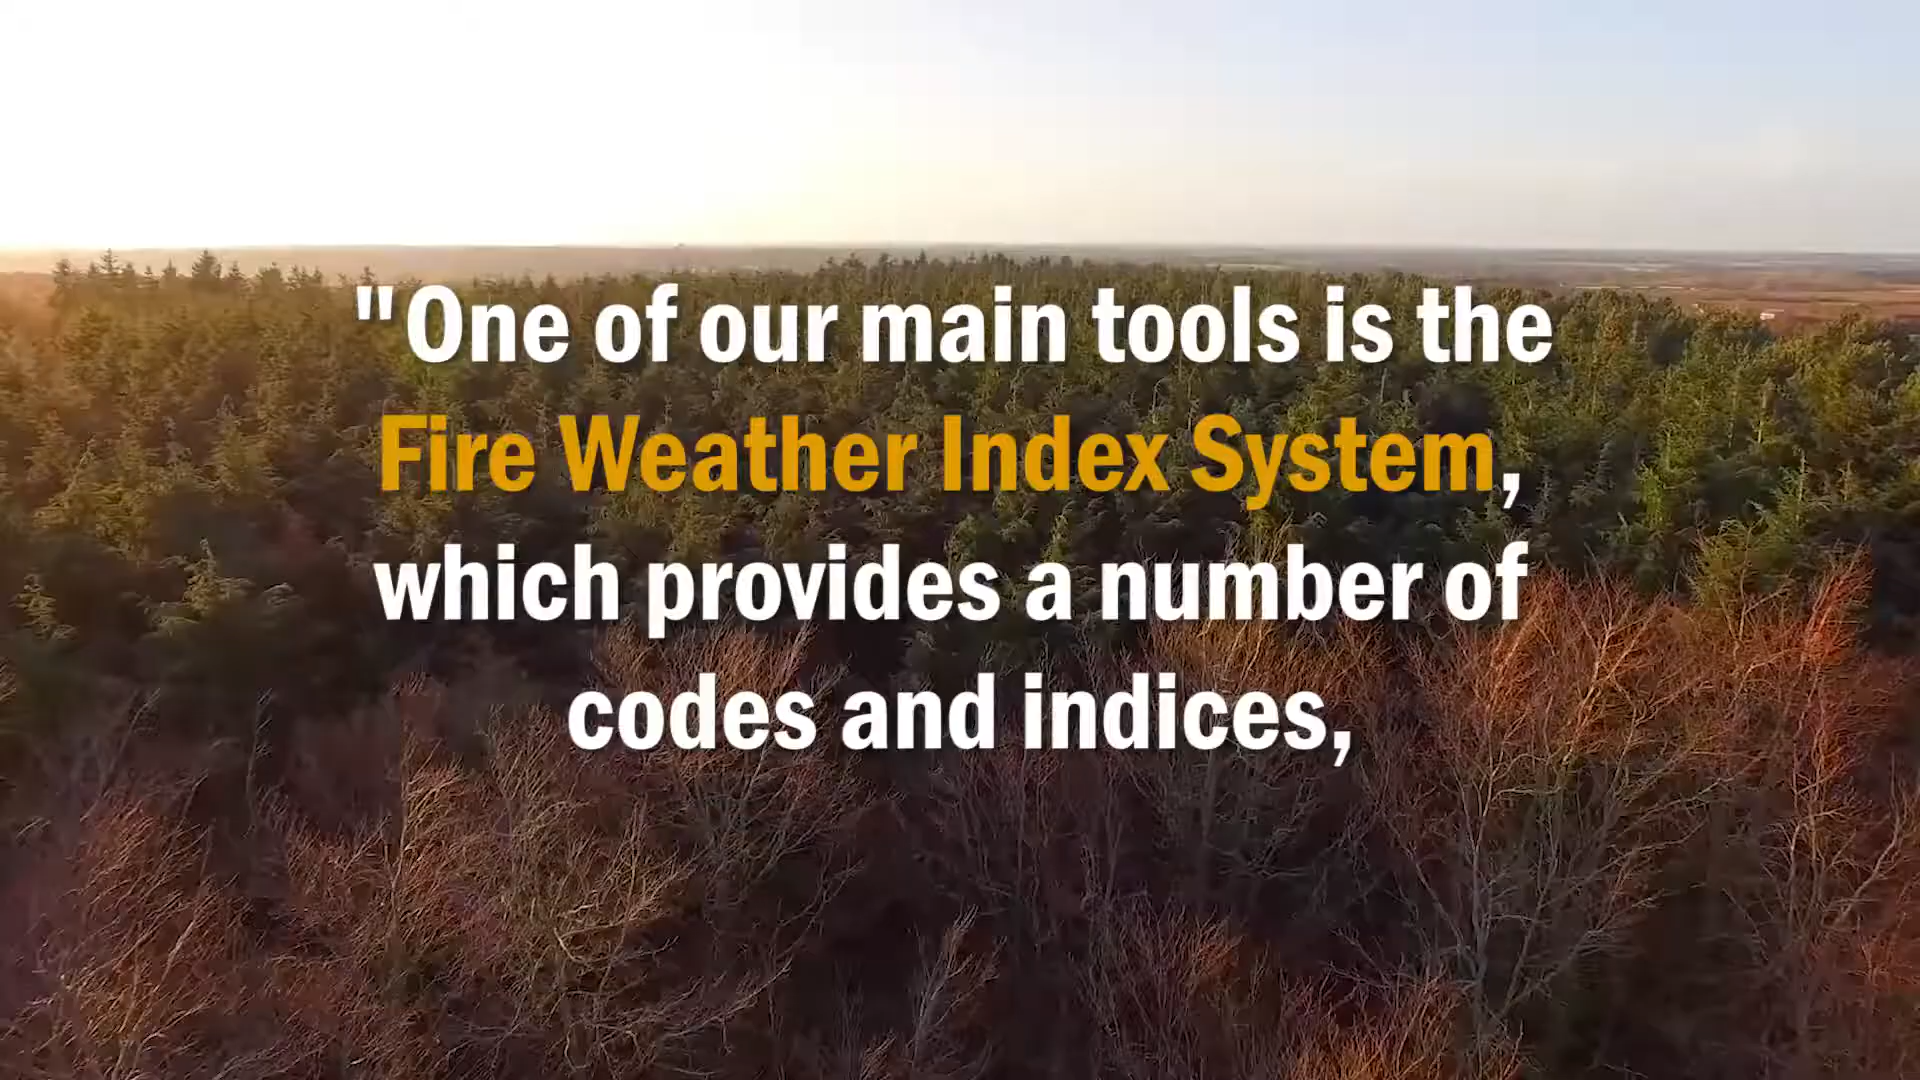 "One of our main tools is the
Fire Weather Index System,
which provides a number of
codes and indices,